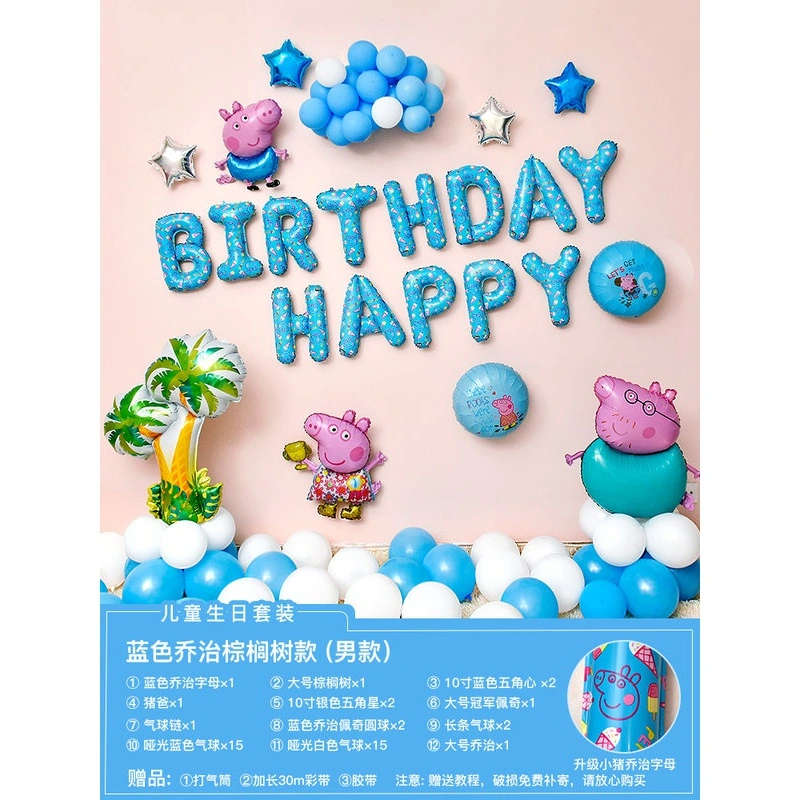 BIRTHDAY
HAPPY
LET'S GET
儿童生日套装
蓝色乔治棕榈树款 (男款)
① 蓝色乔治字母×1 ② 大号棕榈树×1 ③ 10寸蓝色五角心 ×2
④ 猪爸×1 ⑤ 10寸银色五角星×2 ⑥ 大号冠军佩奇×1
⑦ 气球链×1 ⑧ 蓝色乔治佩奇圆球×2 ⑨ 长条气球×2
⑩ 哑光蓝色气球×15 ⑪ 哑光白色气球×15 ⑫ 大号乔治×1
升级小猪乔治字母
赠品: ①打气筒 ②加长30m彩带 ③胶带 注意: 赠送教程，破损免费补寄，请放心购买